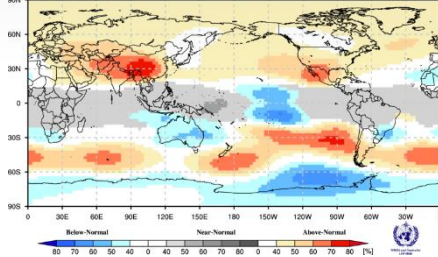 90N
60N
30N
0
30S
60S
90S
0 30E 60E 90E 120E 150E 180 150W 120W 90W 60W 30W 0
Below-Normal Near-Normal Above-Normal
80 70 60 50 40 0 40 50 60 70 80 0 40 50 60 70 80 [%]